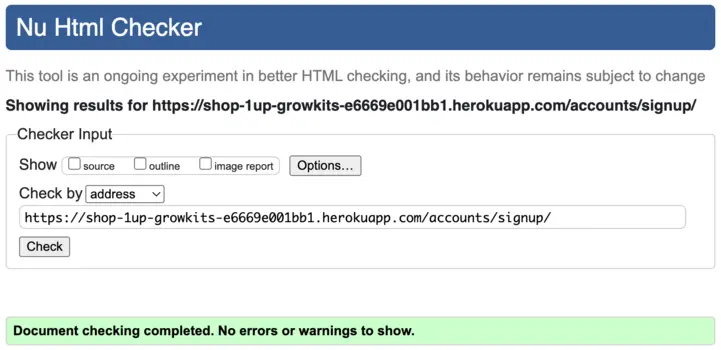 Nu Html Checker
This tool is an ongoing experiment in better HTML checking, and its behavior remains subject to change
Showing results for https://shop-1up-growkits-e6669e001bb1.herokuapp.com/accounts/signup/
Checker Input
Show source outline image report Options...
Check by address
https://shop-1up-growkits-e6669e001bb1.herokuapp.com/accounts/signup/
Check
Document checking completed. No errors or warnings to show.